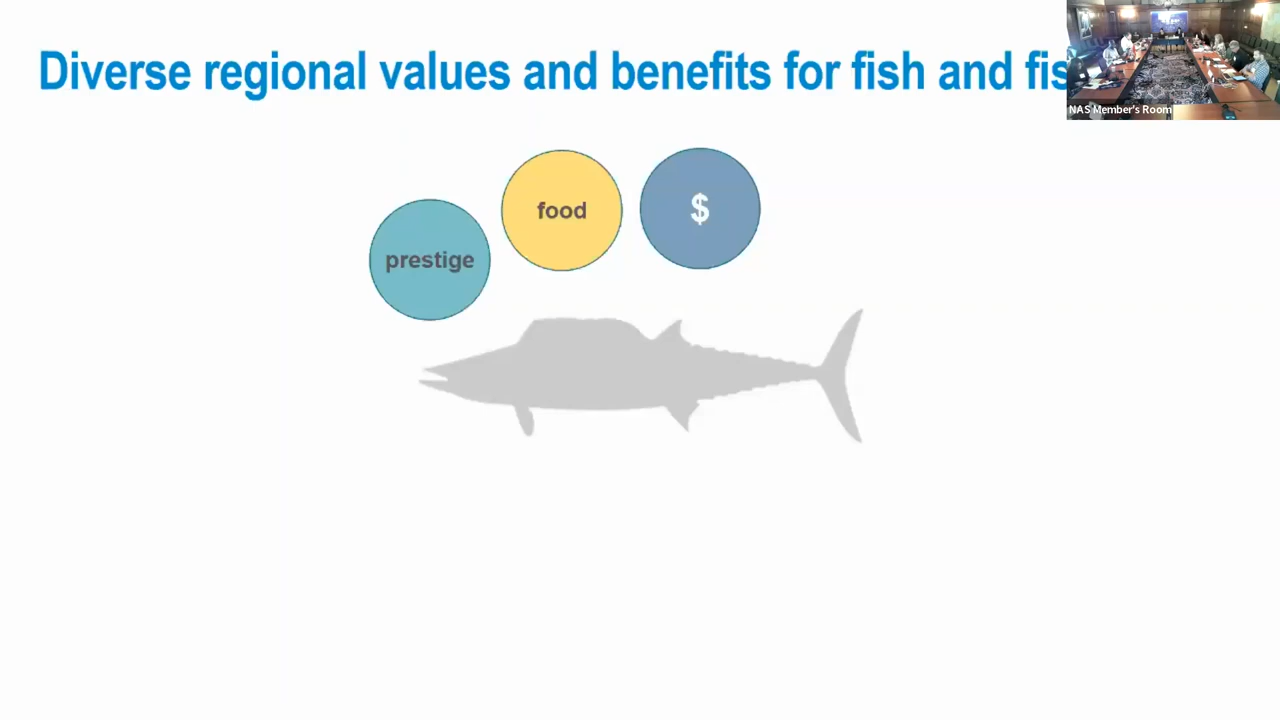 Diverse regional values and benefits for fish and fis
NAS Member's Room
food
$
prestige